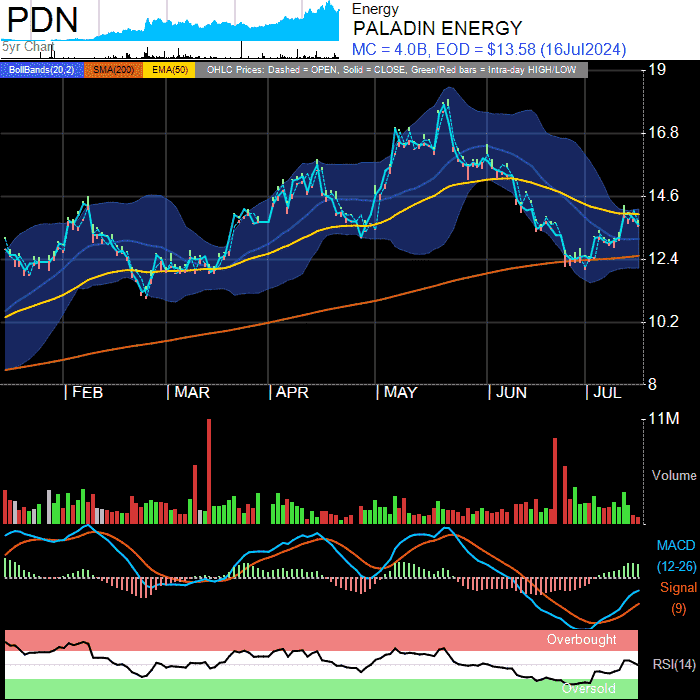 PDN
5yr Chart
Energy
PALADIN ENERGY
MC = 4.0B, EOD = $13.58 (16Jul2024)
BollBands(20,2) SMA(200) EMA(50) OHLC Prices: Dashed = OPEN, Solid = CLOSE, Green/Red bars = Intra-day HIGH/LOW
19
16.8
14.6
12.4
10.2
8
FEB MAR APR MAY JUN JUL
11M
Volume
MACD
(12-26)
Signal
(9)
Overbought
RSI(14)
Oversold